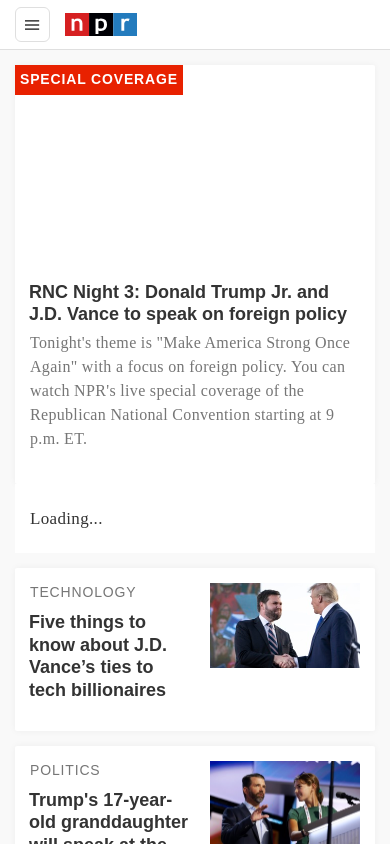 npr
SPECIAL COVERAGE
RNC Night 3: Donald Trump Jr. and
J.D. Vance to speak on foreign policy
Tonight's theme is "Make America Strong Once
Again" with a focus on foreign policy. You can
watch NPR's live special coverage of the
Republican National Convention starting at 9
p.m. ET.
Loading...
TECHNOLOGY
Five things to
know about J.D.
Vance’s ties to
tech billionaires
POLITICS
Trump's 17-year-
old granddaughter
will speak at the